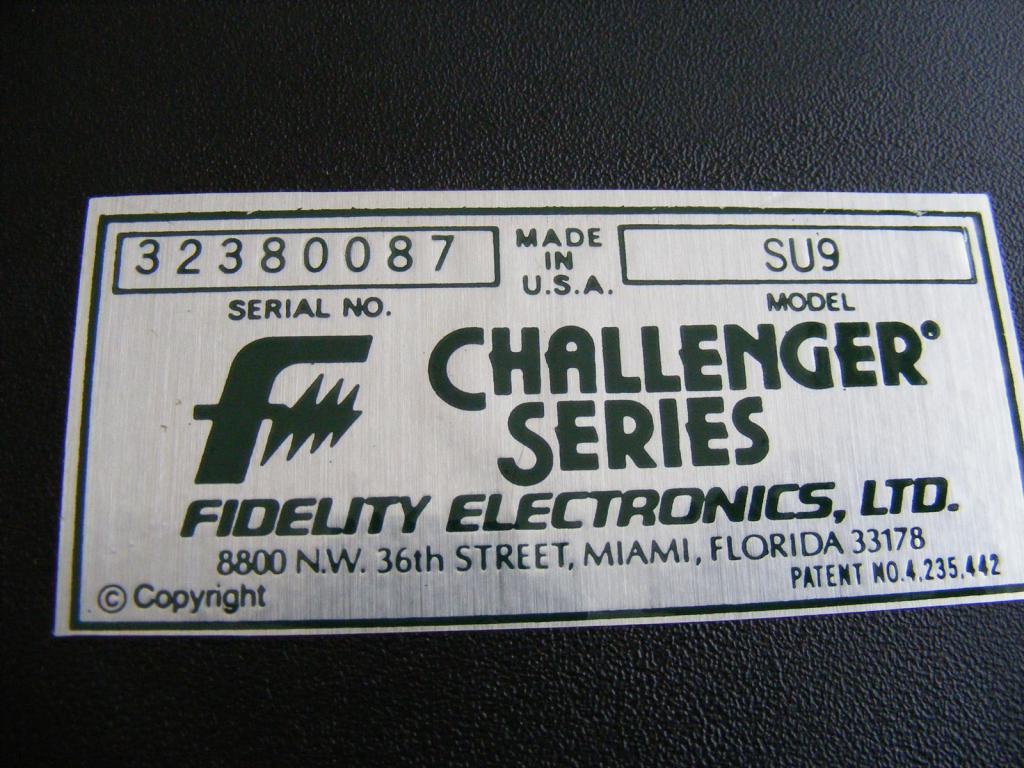 32380087
MADE
IN
U.S.A.
SU9
SERIAL NO.
MODEL
CHALLENGER®
SERIES
FIDELITY ELECTRONICS, LTD.
8800 N.W. 36th STREET, MIAMI, FLORIDA 33178
PATENT NO.4,235,442
© Copyright